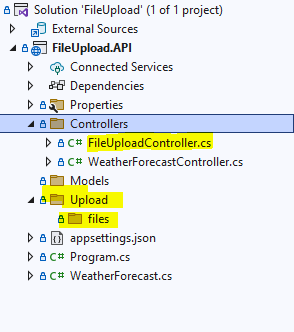 Solution 'FileUpload' (1 of 1 project)
External Sources
FileUpload.API
Connected Services
Dependencies
Properties
Controllers
C# FileUploadController.cs
C# WeatherForecastController.cs
Models
Upload
files
appsettings.json
C# Program.cs
C# WeatherForecast.cs